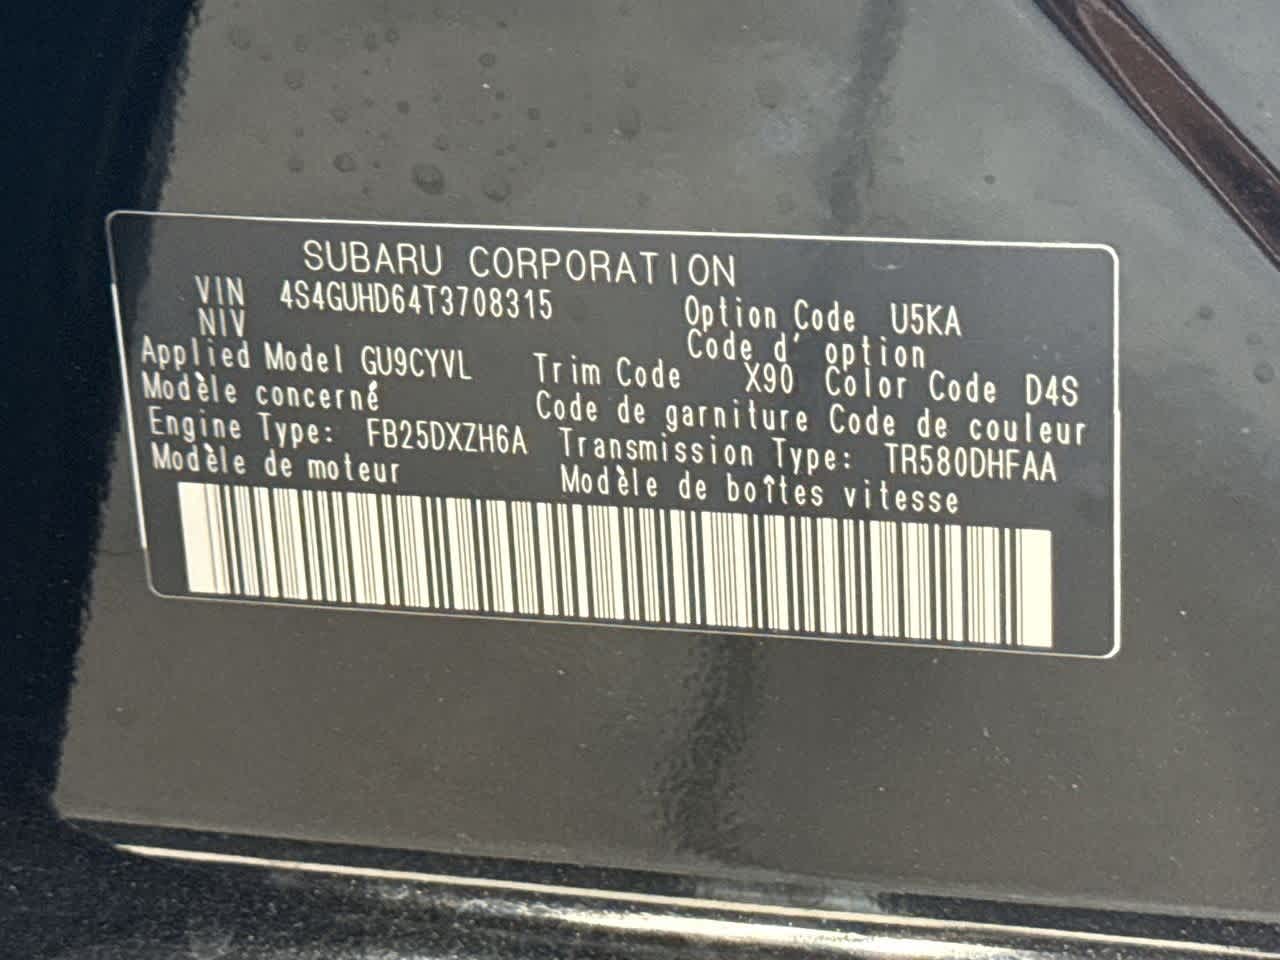 SUBARU CORPORATION
VIN 4S4GUHD64T3708315 Option Code U5KA
NIV Code d' option
Applied Model GU9CYVL Trim Code X90 Color Code D4S
Modèle concerné Code de garniture Code de couleur
Engine Type: FB25DXZH6A Transmission Type: TR580DHFAA
Modèle de moteur Modèle de boîtes vitesse